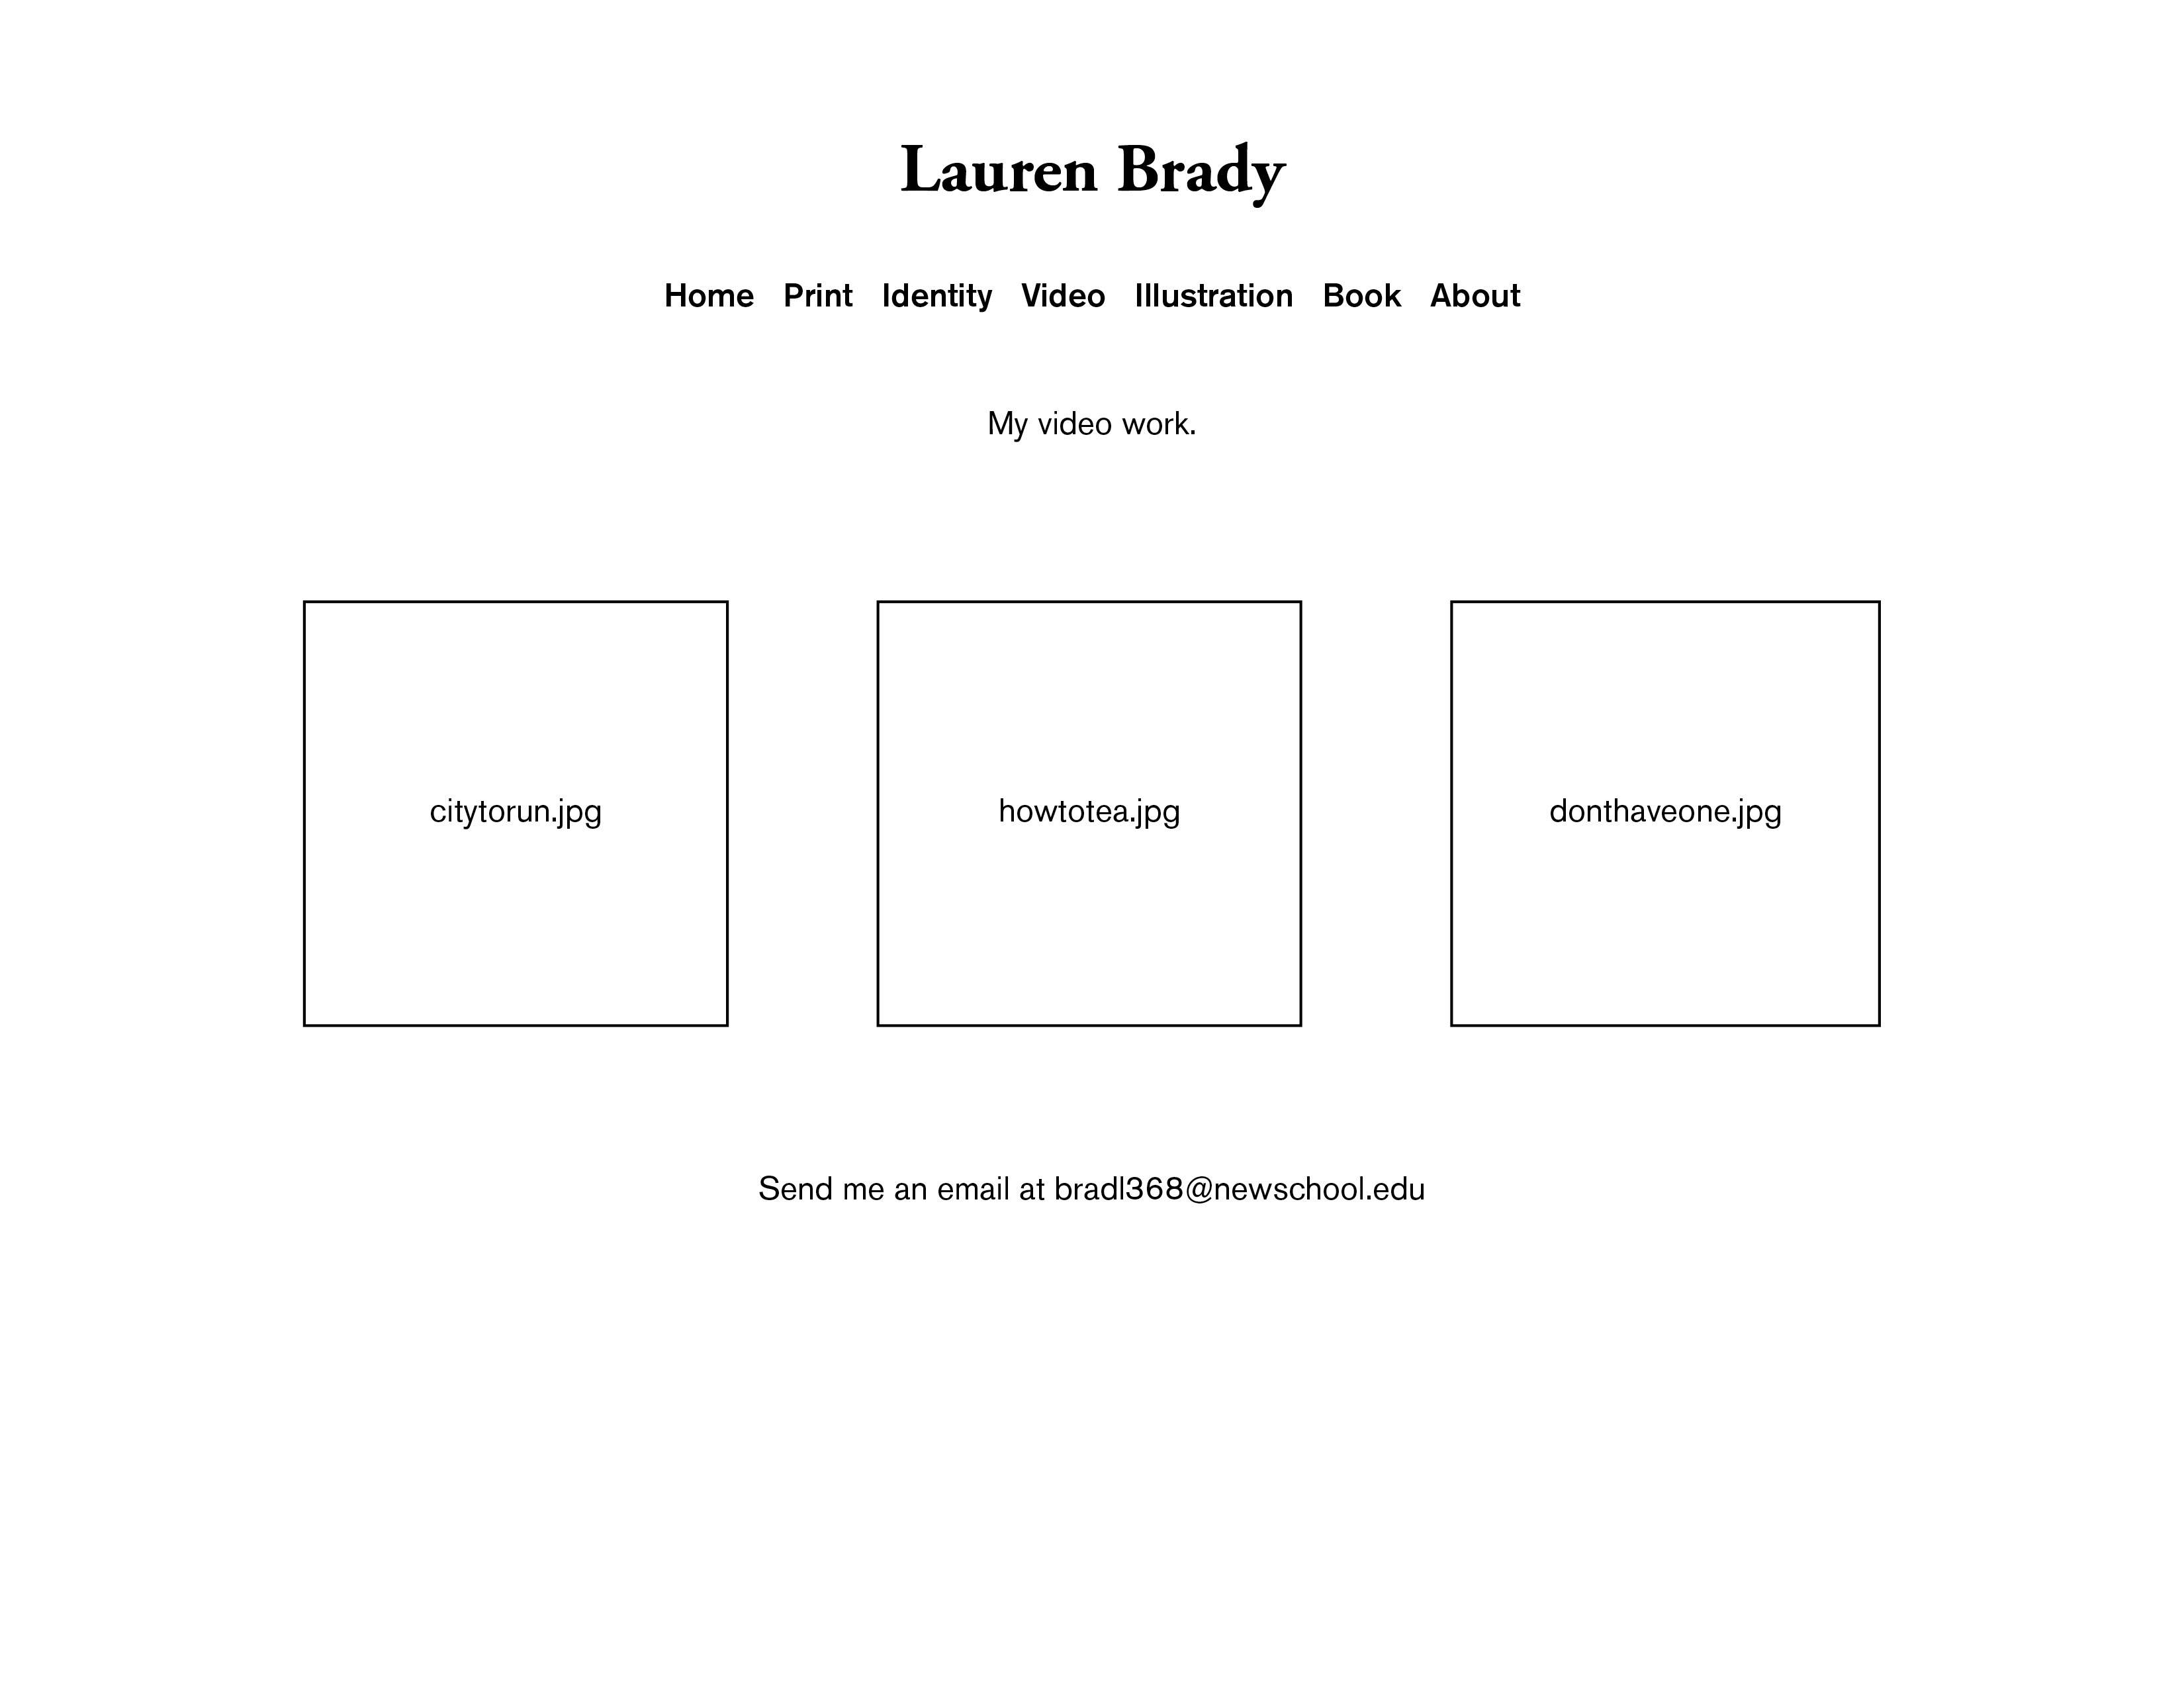 Lauren Brady
Home Print Identity Video Illustration Book About
My video work.
citytorun.jpg
howtotea.jpg
donthaveone.jpg
Send me an email at bradl368@newschool.edu